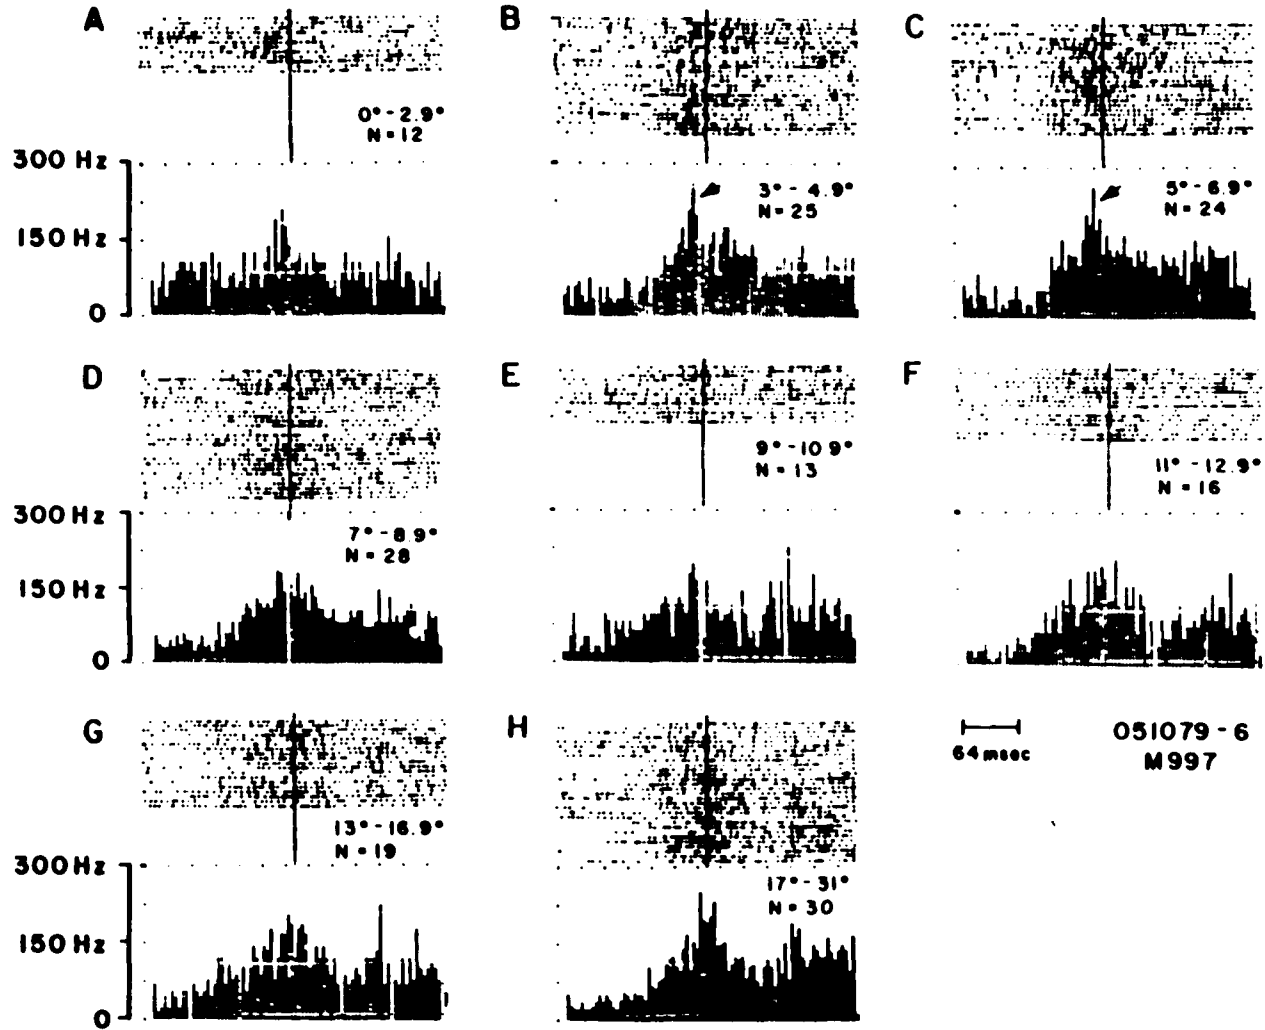 A
B
C
0°-2.9°
N=12
300 Hz
150 Hz
0
3°-4.9°
N=25
5°-6.9°
N=24
D
E
F
9°-10 9°
N=13
11°-12.9°
N=16
300 Hz
150 Hz
0
7°-8.9°
N=28
G
H
64 msec
051079-6
M997
13°-16.9°
N=19
300 Hz
150 Hz
0
17°-31°
N=30